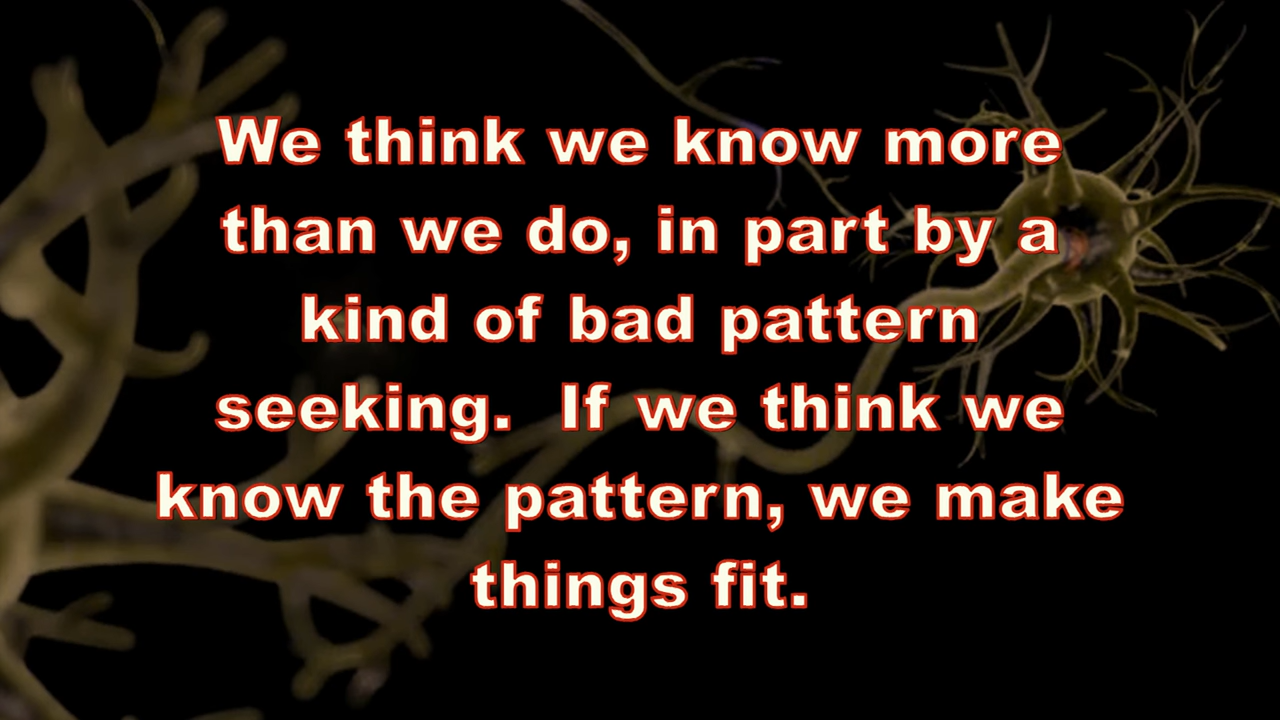 We think we know more
than we do, in part by a
kind of bad pattern
seeking.  If we think we
know the pattern, we make
things fit.